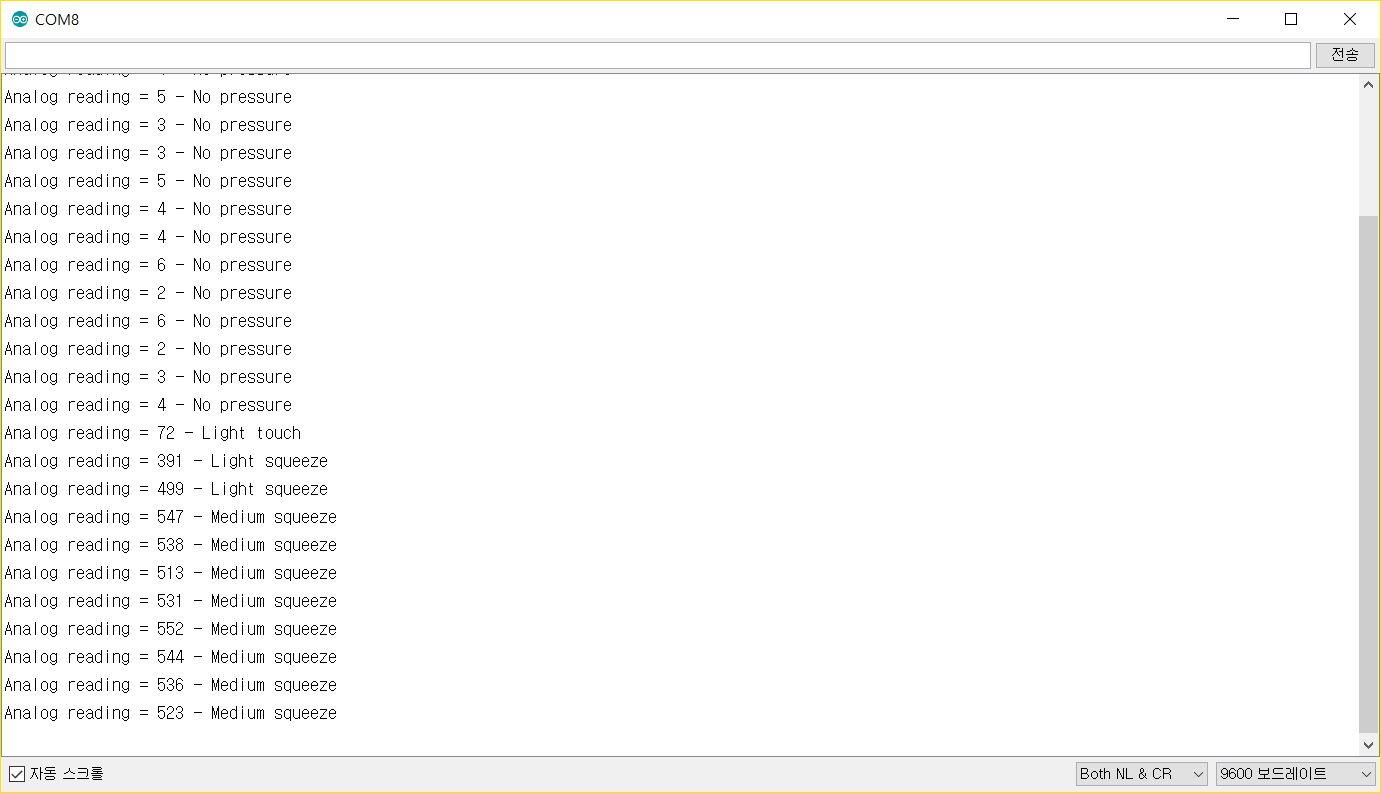 COM8
전송
Analog reading = 5 - No pressure
Analog reading = 3 - No pressure
Analog reading = 3 - No pressure
Analog reading = 5 - No pressure
Analog reading = 4 - No pressure
Analog reading = 4 - No pressure
Analog reading = 6 - No pressure
Analog reading = 2 - No pressure
Analog reading = 6 - No pressure
Analog reading = 2 - No pressure
Analog reading = 3 - No pressure
Analog reading = 4 - No pressure
Analog reading = 72 - Light touch
Analog reading = 391 - Light squeeze
Analog reading = 499 - Light squeeze
Analog reading = 547 - Medium squeeze
Analog reading = 538 - Medium squeeze
Analog reading = 513 - Medium squeeze
Analog reading = 531 - Medium squeeze
Analog reading = 552 - Medium squeeze
Analog reading = 544 - Medium squeeze
Analog reading = 536 - Medium squeeze
Analog reading = 523 - Medium squeeze
자동 스크롤
Both NL & CR
9600 보드레이트